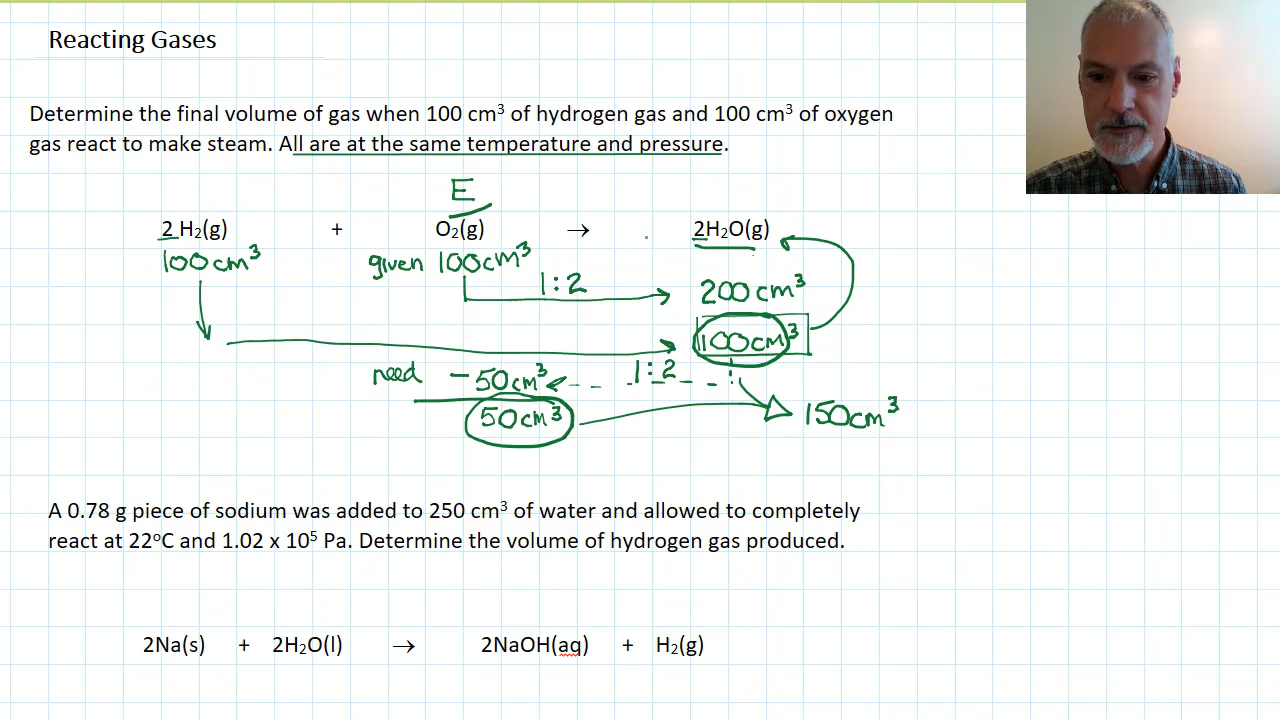 Reacting Gases
Determine the final volume of gas when 100 cm³ of hydrogen gas and 100 cm³ of oxygen
gas react to make steam. All are at the same temperature and pressure.
E
2 H₂(g) + O₂(g) → 2H₂O(g)
100cm³ given 100cm³
1:2
200cm³
100cm³
need -50cm³ 1:2
50cm³ 150cm³
A 0.78 g piece of sodium was added to 250 cm³ of water and allowed to completely
react at 22°C and 1.02 x 10⁵ Pa. Determine the volume of hydrogen gas produced.
2Na(s) + 2H₂O(l) → 2NaOH(aq) + H₂(g)